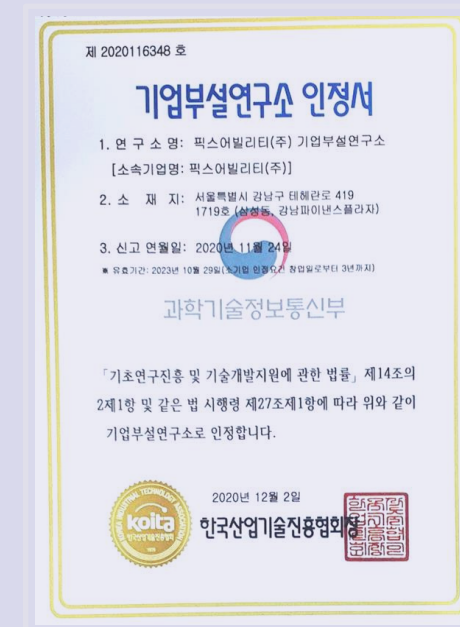 제 2020116348 호
기업부설연구소 인정서
1. 연 구 소 명: 픽스어빌리티(주) 기업부설연구소
[소속기업명: 픽스어빌리티(주)]
2. 소 재 지: 서울특별시 강남구 테헤란로 419
1719호 (삼성동, 강남파이낸스플라자)
3. 신고 연월일: 2020년 11월 24일
※ 유효기간: 2023년 10월 29일(소기업 인정요건 창업일로부터 3년까지)
과학기술정보통신부
「기초연구진흥 및 기술개발지원에 관한 법률」 제14조의
2제1항 및 같은 법 시행령 제27조제1항에 따라 위와 같이
기업부설연구소로 인정합니다.
2020년 12월 2일
한국산업기술진흥협회장
koita
한국산업기술진흥협회